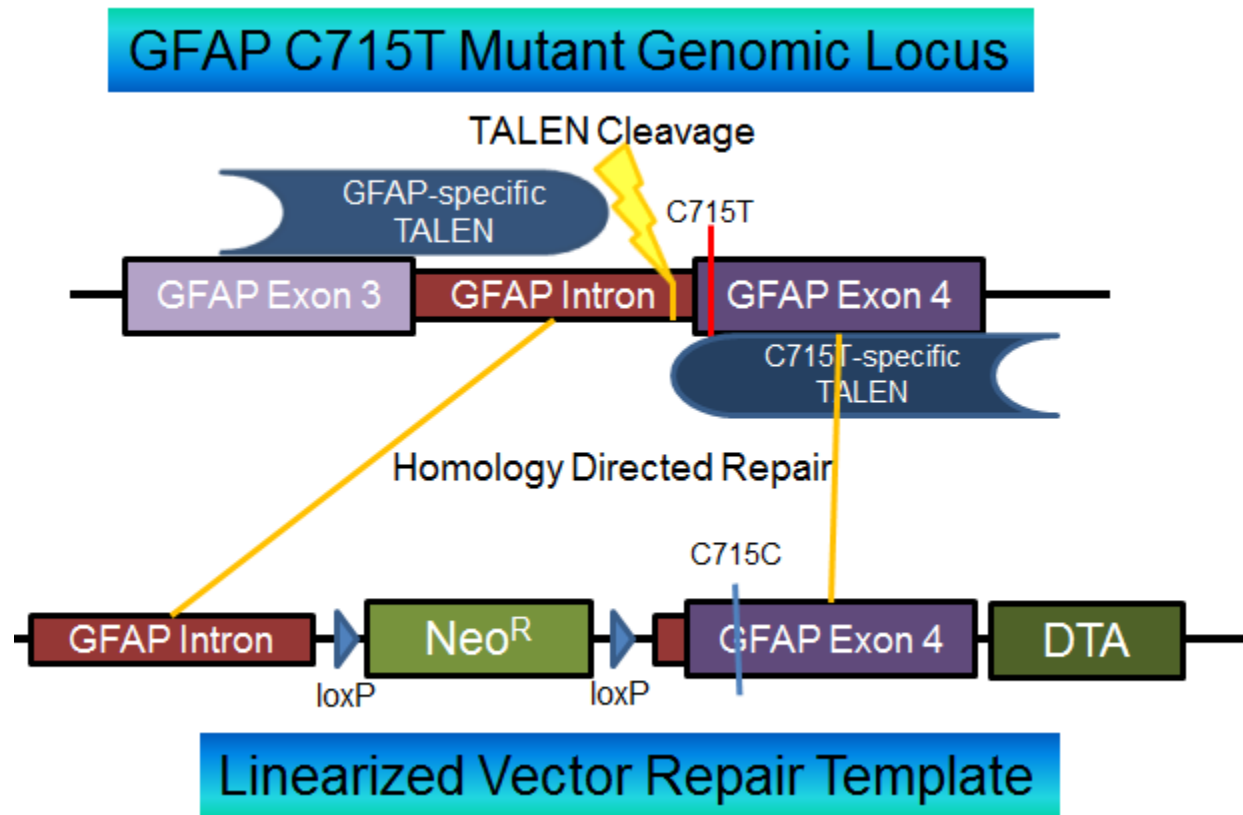 GFAP C715T Mutant Genomic Locus
TALEN Cleavage
GFAP-specific
TALEN
C715T
GFAP Exon 3
GFAP Intron
GFAP Exon 4
C715T-specific
TALEN
Homology Directed Repair
C715C
GFAP Intron
loxP
Neo^R
loxP
GFAP Exon 4
DTA
Linearized Vector Repair Template